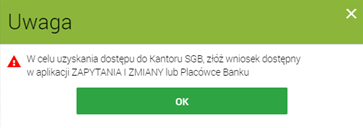 Uwaga
W celu uzyskania dostępu do Kantoru SGB, złóż wniosek dostępny
w aplikacji ZAPYTANIA I ZMIANY lub Placówce Banku
OK